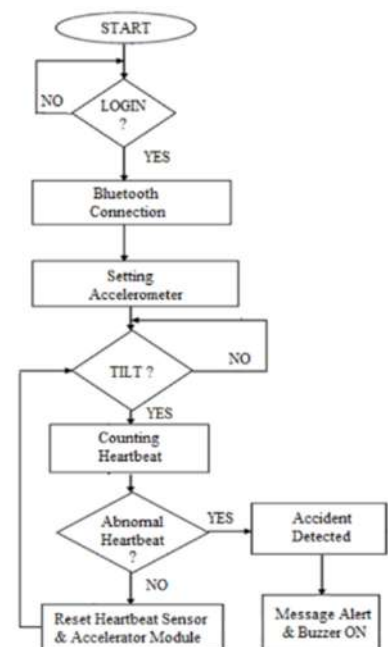 START
LOGIN
?
NO
YES
Bluetooth
Connection
Setting
Accelerometer
TILT ?
NO
YES
Counting
Heartbeat
Abnomal
Heartbeat
?
YES
Accident
Detected
NO
Reset Heartbeat Sensor
& Accelerator Module
Message Alert
& Buzzer ON